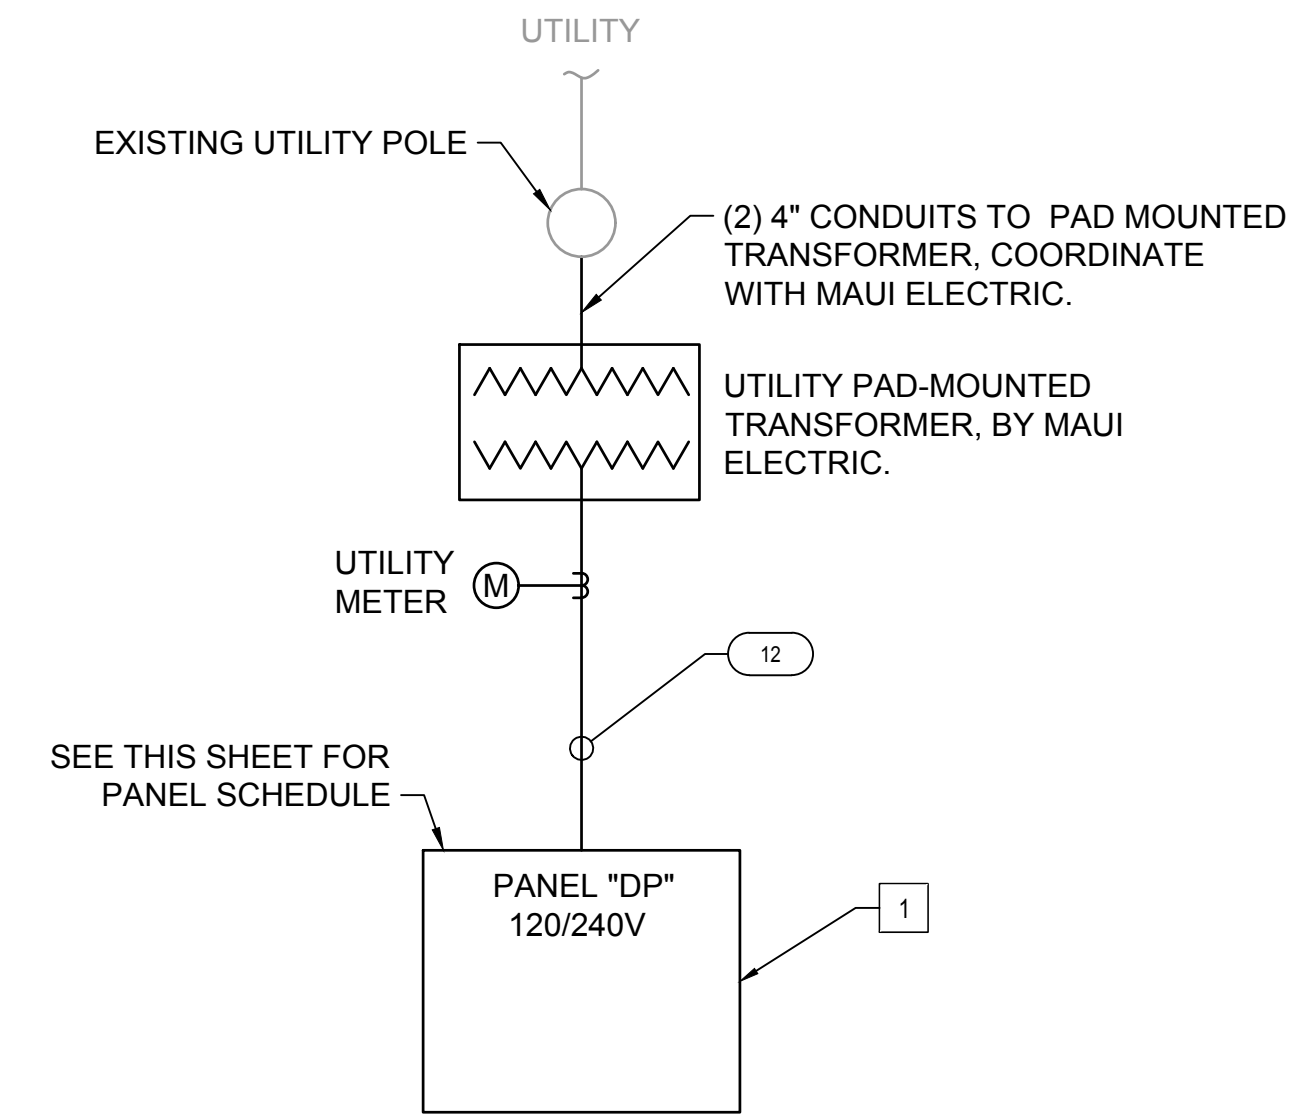 UTILITY
EXISTING UTILITY POLE
(2) 4" CONDUITS TO PAD MOUNTED
TRANSFORMER, COORDINATE
WITH MAUI ELECTRIC.
UTILITY PAD-MOUNTED
TRANSFORMER, BY MAUI
ELECTRIC.
UTILITY
METER
M
12
SEE THIS SHEET FOR
PANEL SCHEDULE
PANEL "DP"
120/240V
1